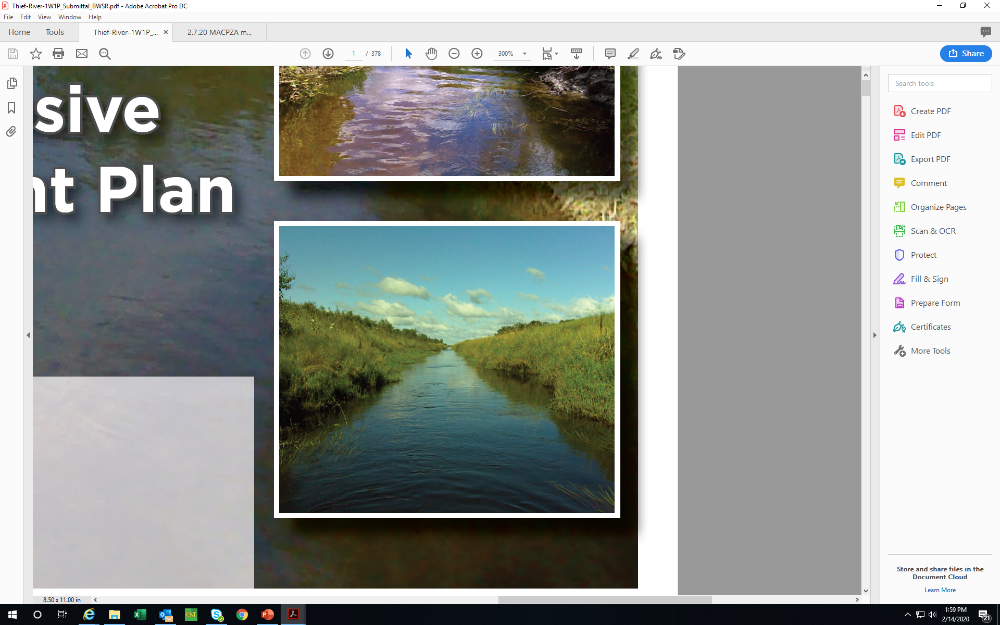 Thief-River-1W1P_Submittal_BWSR.pdf - Adobe Acrobat Pro DC
File Edit View Window Help
Home Tools Thief-River-1W1P_... × 2.7.20 MACPZA m...
1 / 378 300% Share
sive
nt Plan
Search tools
Create PDF
Edit PDF
Export PDF
Comment
Organize Pages
Scan & OCR
Protect
Fill & Sign
Prepare Form
Certificates
More Tools
Store and share files in the
Document Cloud
Learn More
8.50 x 11.00 in
CST
1:59 PM
2/14/2020
21